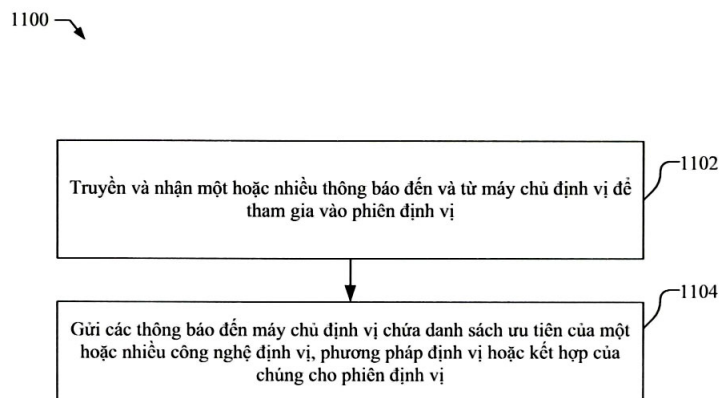 1100
1102
Truyền và nhận một hoặc nhiều thông báo đến và từ máy chủ định vị để
tham gia vào phiên định vị
1104
Gửi các thông báo đến máy chủ định vị chứa danh sách ưu tiên của một
hoặc nhiều công nghệ định vị, phương pháp định vị hoặc kết hợp của
chúng cho phiên định vị